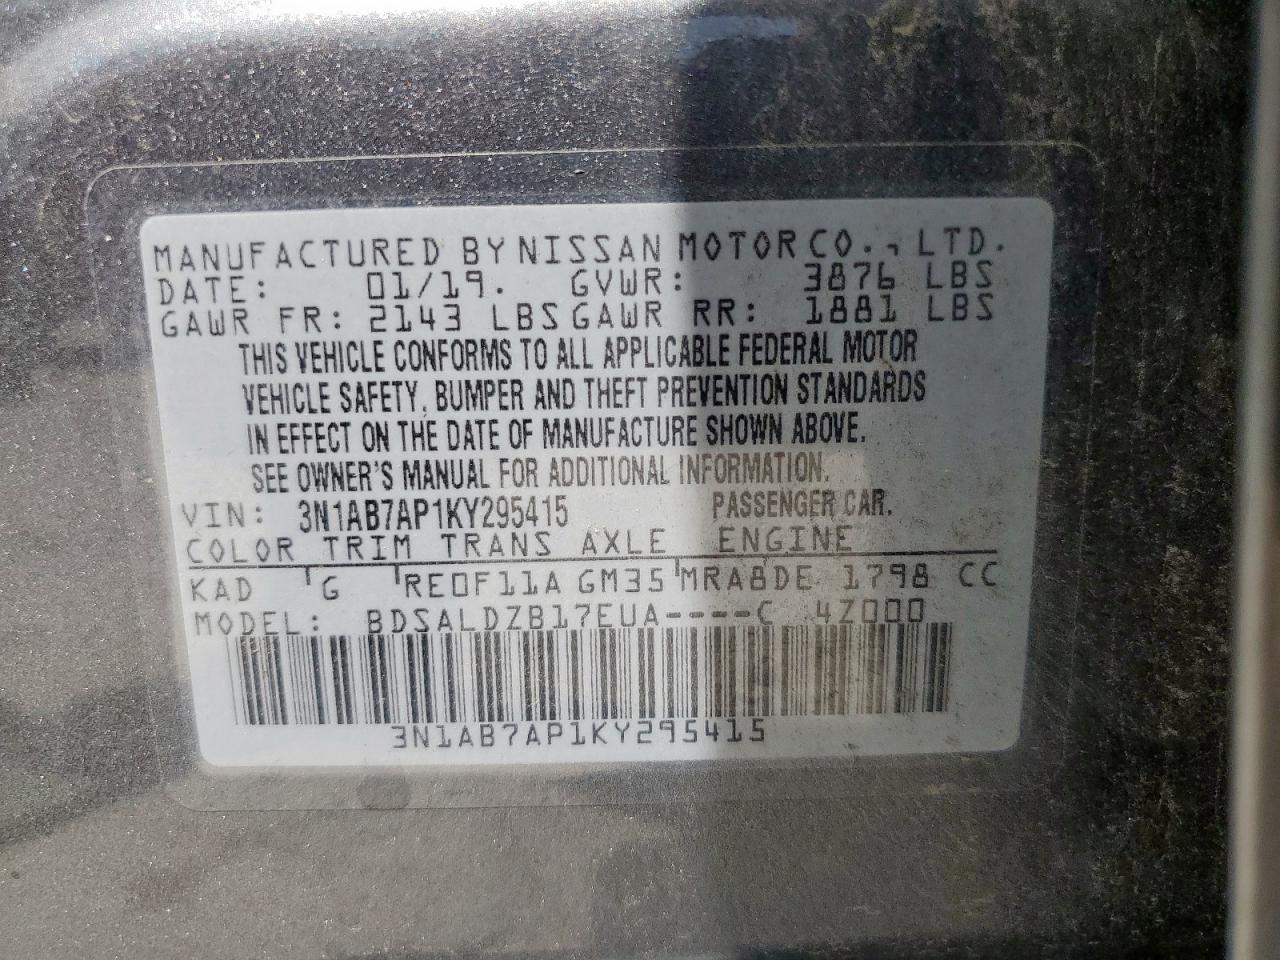 MANUFACTURED BY NISSAN MOTOR CO., LTD.
DATE: 01/19. GVWR: 3876 LBS
GAWR FR: 2143 LBS GAWR RR: 1881 LBS
THIS VEHICLE CONFORMS TO ALL APPLICABLE FEDERAL MOTOR
VEHICLE SAFETY, BUMPER AND THEFT PREVENTION STANDARDS
IN EFFECT ON THE DATE OF MANUFACTURE SHOWN ABOVE.
SEE OWNER'S MANUAL FOR ADDITIONAL INFORMATION.
VIN: 3N1AB7AP1KY295415 PASSENGER CAR.
COLOR TRIM TRANS AXLE ENGINE
KAD G RE0F11A GM35 MRA8DE 1798 CC
MODEL: BDSALDZB17EUA----C 4Z000
3N1AB7AP1KY295415